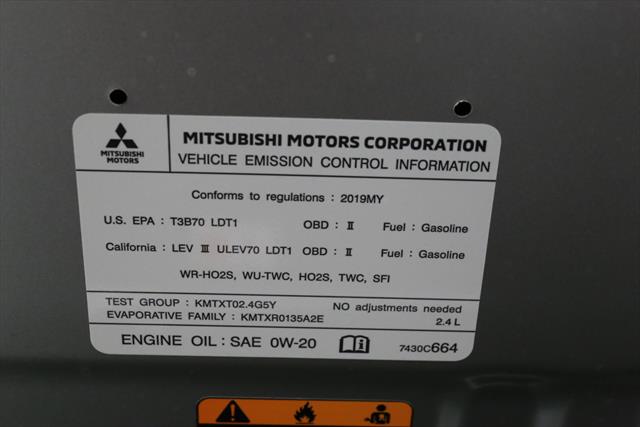 MITSUBISHI MOTORS
MITSUBISHI MOTORS CORPORATION
VEHICLE EMISSION CONTROL INFORMATION
Conforms to regulations : 2019MY
U.S. EPA : T3B70 LDT1 OBD : Ⅱ Fuel : Gasoline
California : LEV Ⅲ ULEV70 LDT1 OBD : Ⅱ Fuel : Gasoline
WR-HO2S, WU-TWC, HO2S, TWC, SFI
TEST GROUP : KMTXT02.4G5Y NO adjustments needed
EVAPORATIVE FAMILY : KMTXR0135A2E 2.4 L
ENGINE OIL : SAE 0W-20 7430C664